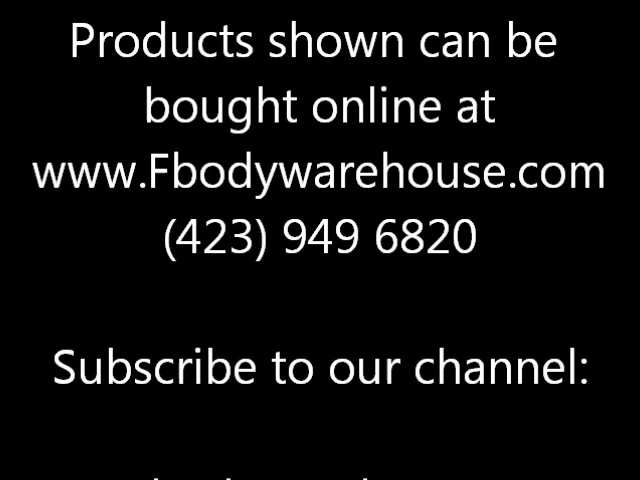 Products shown can be
bought online at
www.Fbodywarehouse.com
(423) 949 6820
Subscribe to our channel: